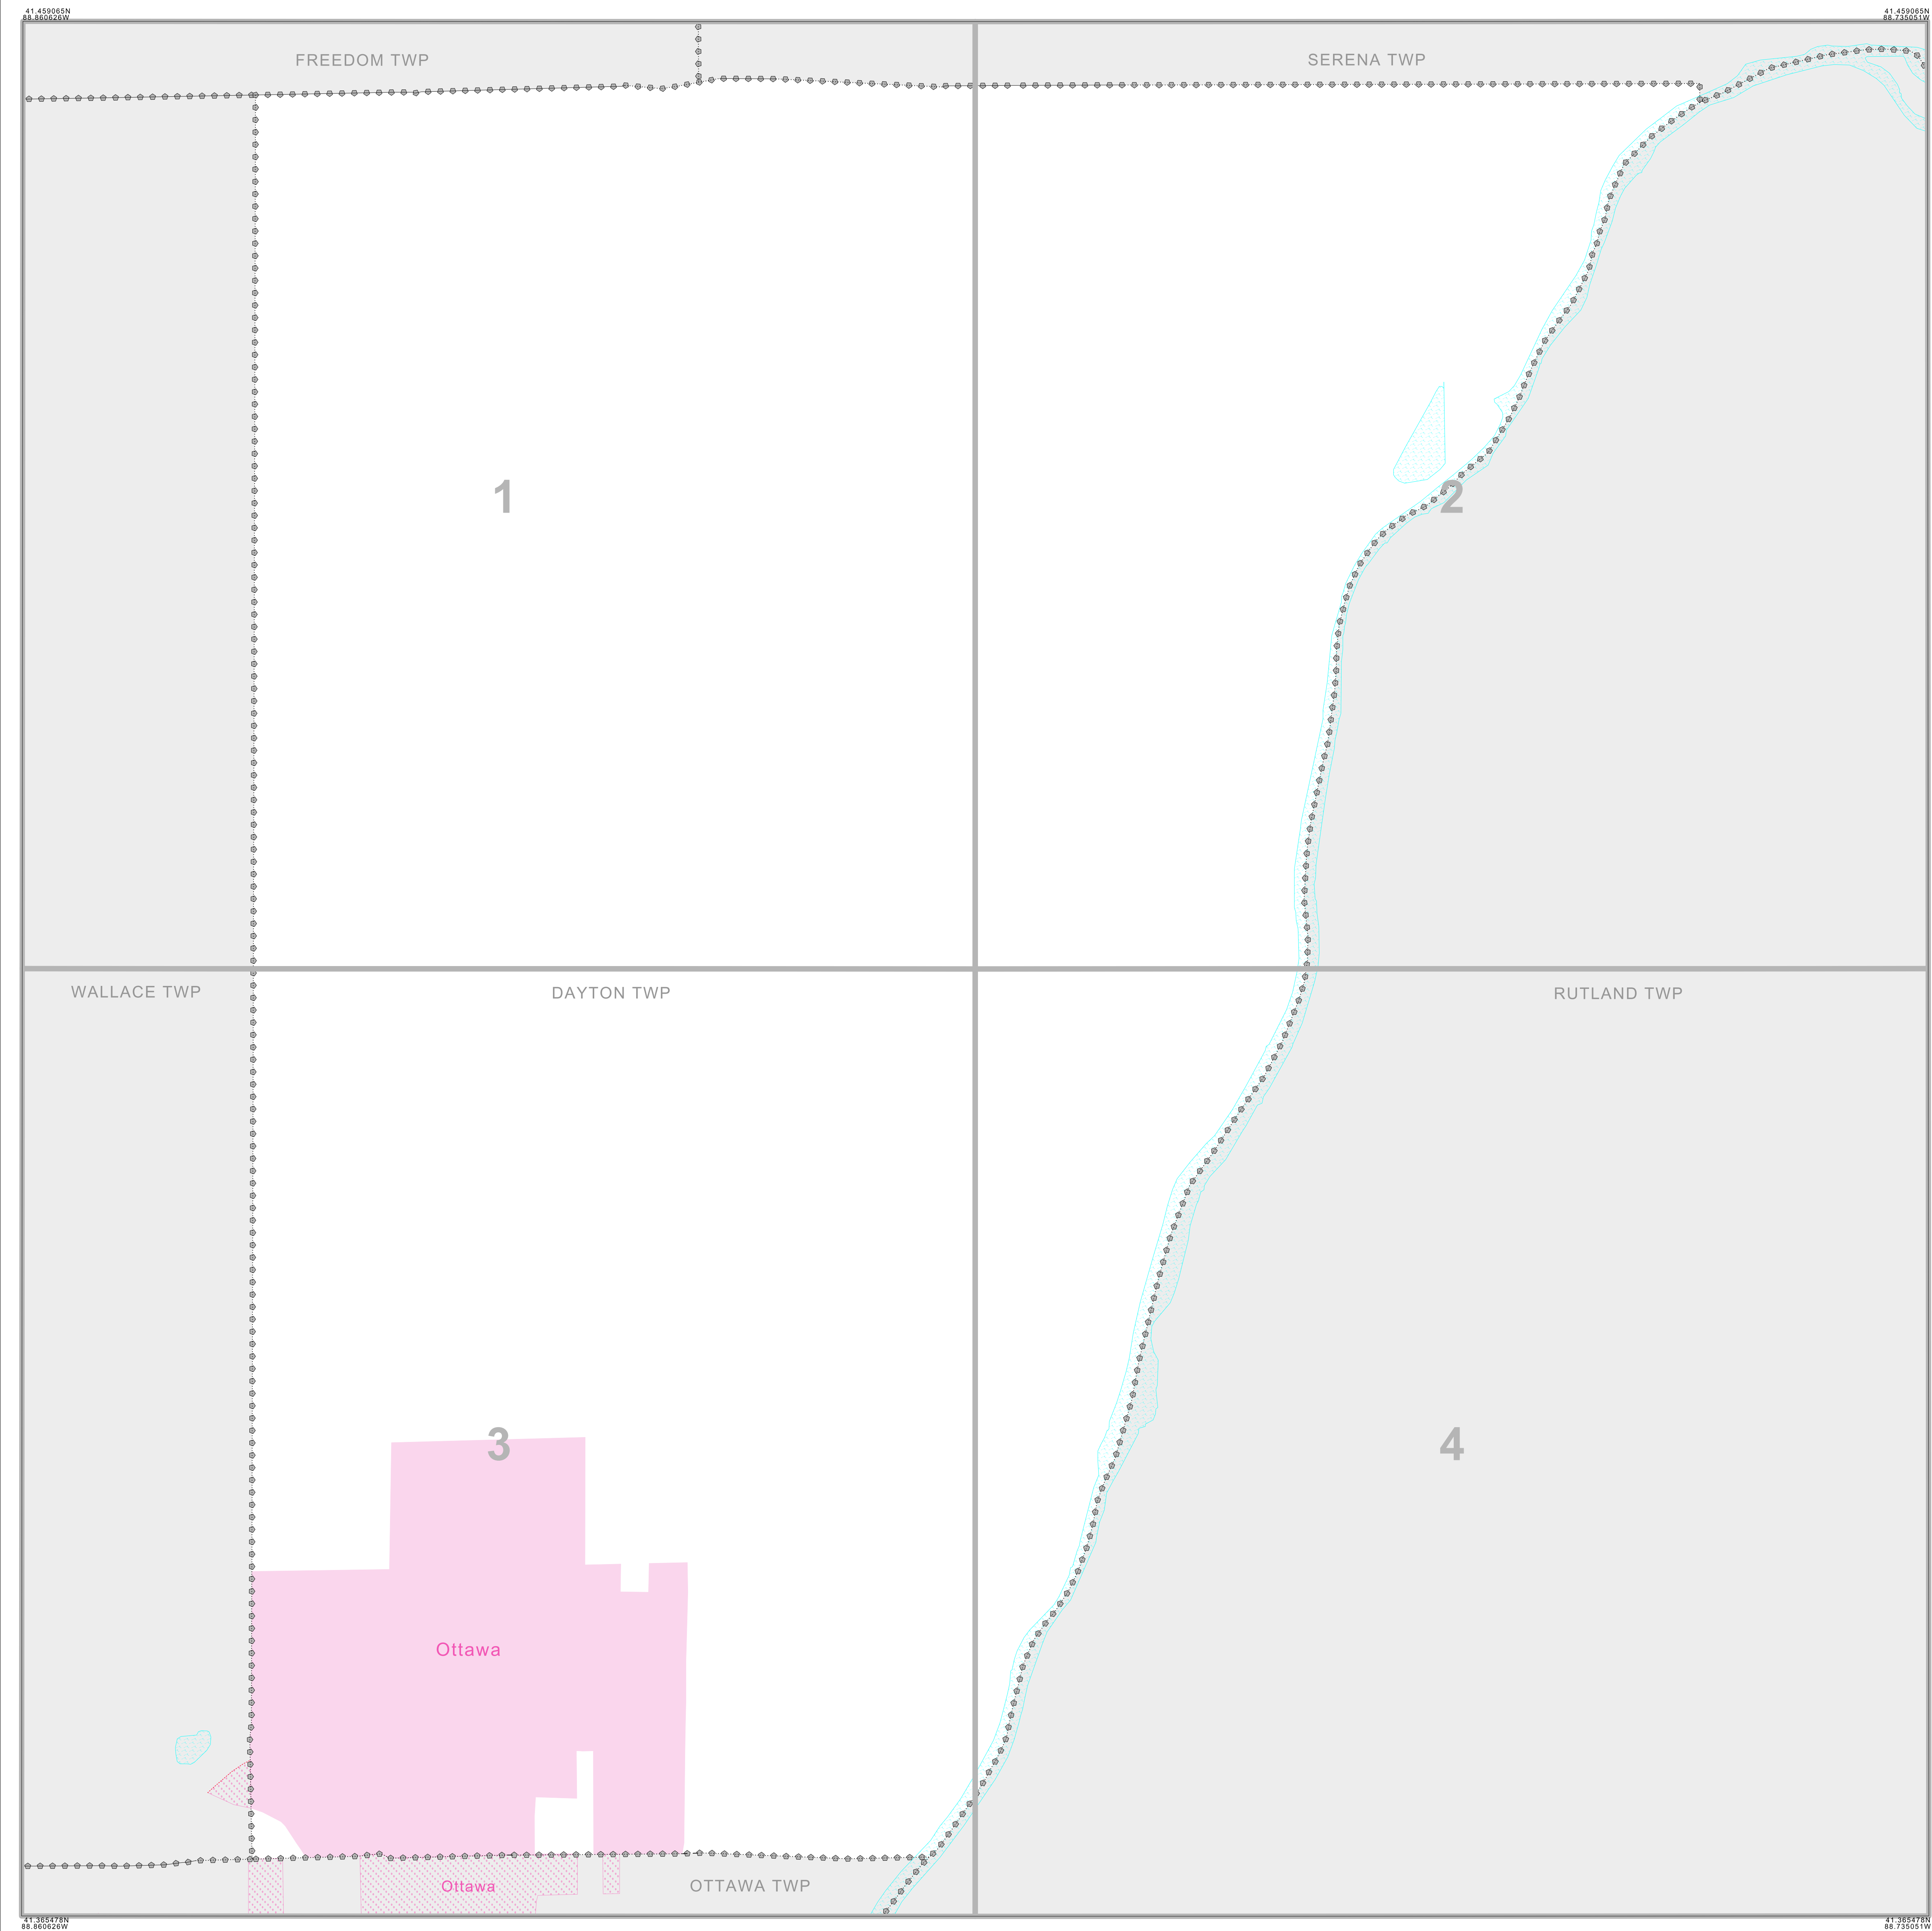 41.459065N
88.860626W
41.459065N
88.735051W
FREEDOM TWP
SERENA TWP
1
2
WALLACE TWP
DAYTON TWP
RUTLAND TWP
3
4
Ottawa
Ottawa
OTTAWA TWP
41.365478N
88.860626W
41.365478N
88.735051W